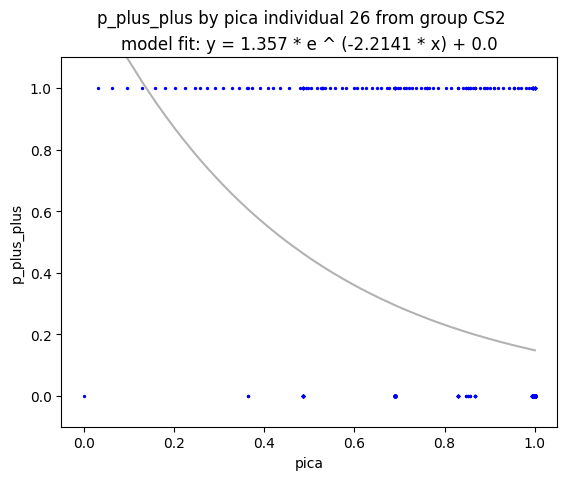 p_plus_plus by pica individual 26 from group CS2
model fit: y = 1.357 * e ^ (-2.2141 * x) + 0.0
p_plus_plus
1.0
0.8
0.6
0.4
0.2
0.0
0.0 0.2 0.4 0.6 0.8 1.0
pica